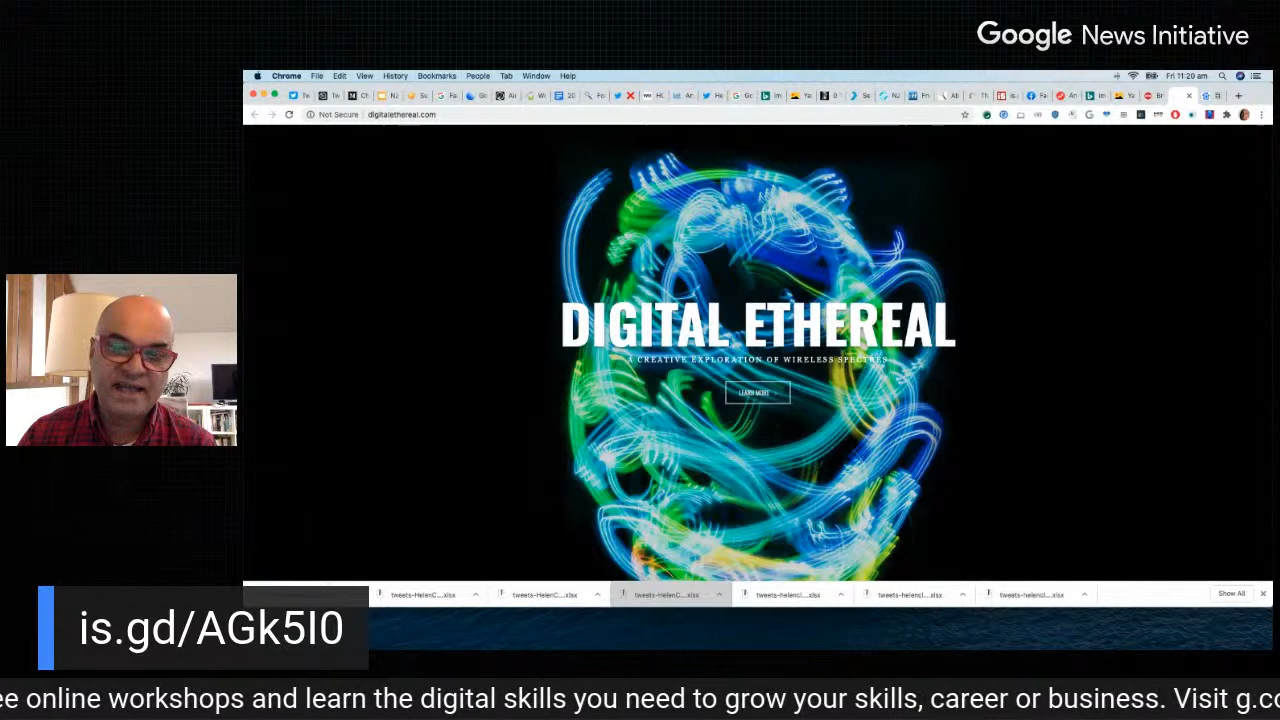 Google News Initiative
Chrome File Edit View History Bookmarks People Tab Window Help
Fri 11:20 am
Not Secure digitalethereal.com
DIGITAL ETHEREAL
A CREATIVE EXPLORATION OF WIRELESS SPECTRES
LEARN MORE
tweets-HelenC....xlsx tweets-HelenC....xlsx tweets-HelenC....xlsx tweets-helencl....xlsx tweets-helencl....xlsx tweets-helencl....xlsx Show All
is.gd/AGk5I0
ee online workshops and learn the digital skills you need to grow your skills, career or business. Visit g.co